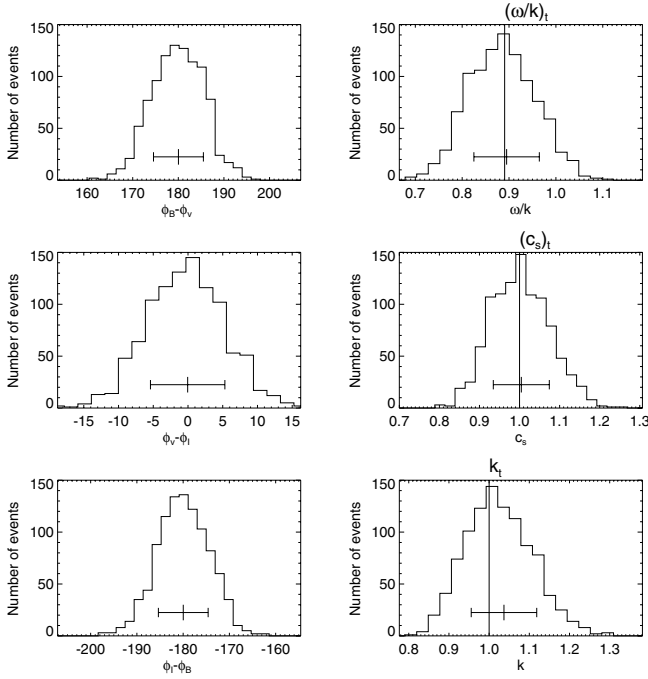 Number of events
150
100
50
0
160 170 180 190 200
ϕB-ϕv
(ω/k)t
Number of events
150
100
50
0
0.7 0.8 0.9 1.0 1.1
ω/k
Number of events
150
100
50
0
-15 -10 -5 0 5 10 15
ϕv-ϕI
(cs)t
Number of events
150
100
50
0
0.7 0.8 0.9 1.0 1.1 1.2 1.3
cs
Number of events
150
100
50
0
-200 -190 -180 -170 -160
ϕI-ϕB
kt
Number of events
150
100
50
0
0.8 0.9 1.0 1.1 1.2 1.3
k